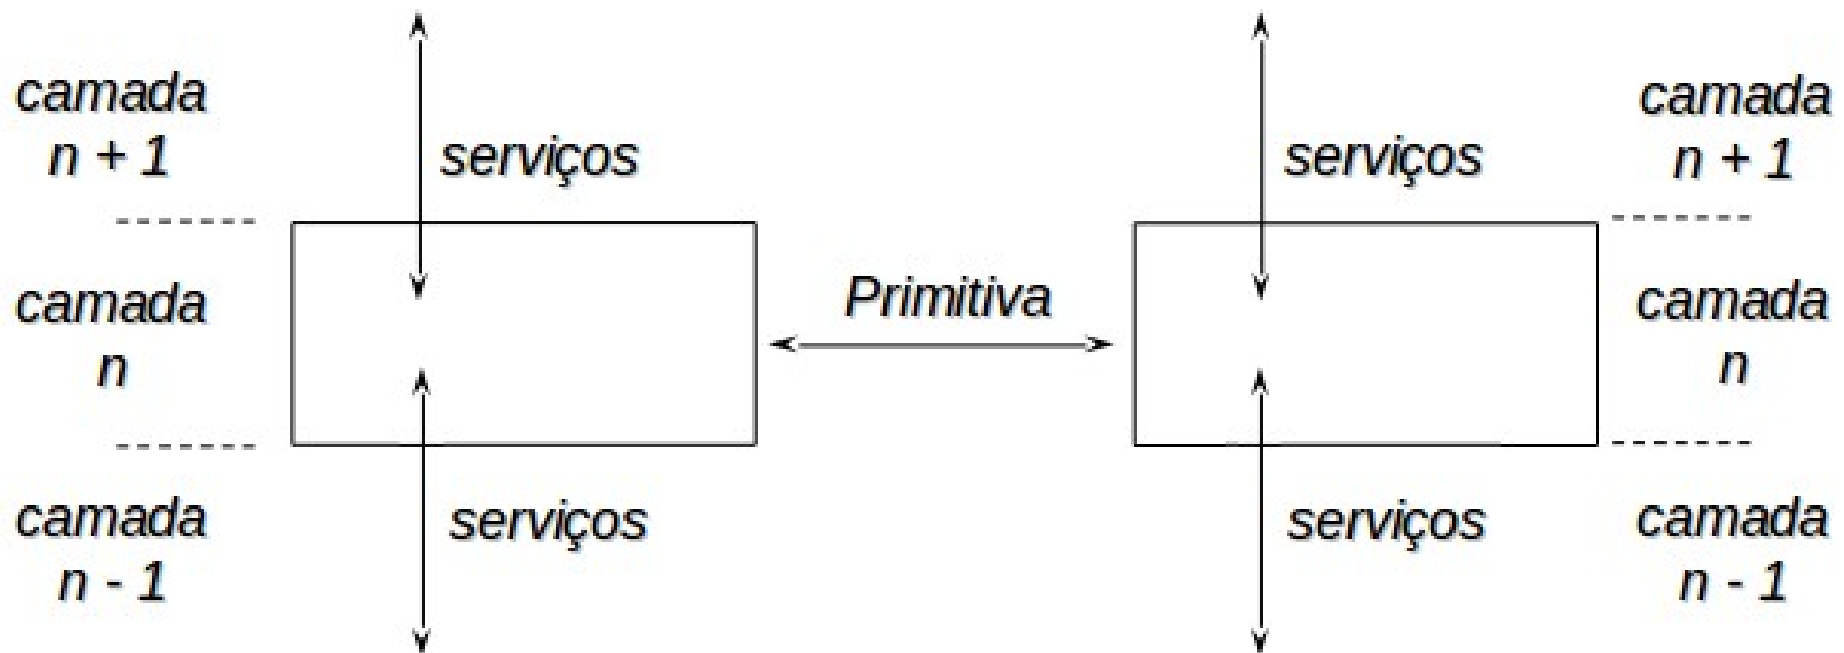 camada
n + 1
serviços
serviços
camada
n + 1
camada
n
Primitiva
camada
n
camada
n - 1
serviços
serviços
camada
n - 1